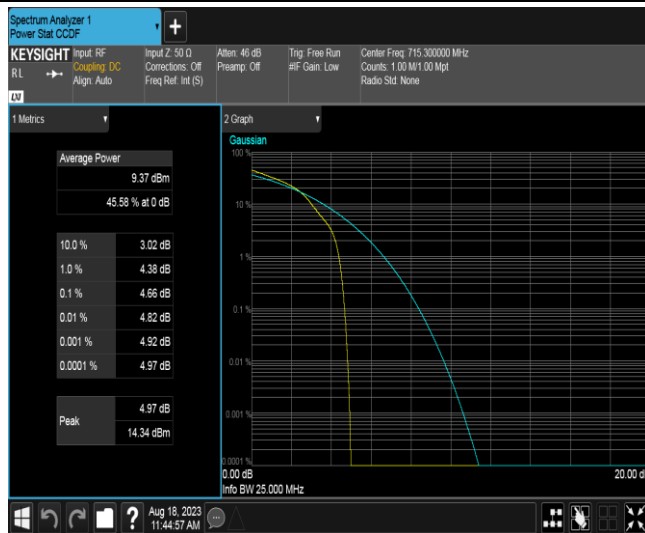 Spectrum Analyzer 1
Power Stat CCDF
+
KEYSIGHT
RL
Input: RF
Coupling: DC
Align: Auto
Input Z: 50 Ω
Corrections: Off
Freq Ref: Int (S)
Atten: 46 dB
Preamp: Off
Trig: Free Run
#IF Gain: Low
Center Freq: 715.300000 MHz
Counts: 1.00 M/1.00 Mpt
Radio Std: None
1 Metrics
Average Power
9.37 dBm
45.58 % at 0 dB
10.0 % 3.02 dB
1.0 % 4.38 dB
0.1 % 4.66 dB
0.01 % 4.82 dB
0.001 % 4.92 dB
0.0001 % 4.97 dB
Peak
4.97 dB
14.34 dBm
2 Graph
Gaussian
100 %
10 %
1 %
0.1 %
0.01 %
0.001 %
0.0001 %
0.00 dB
20.00 d
Info BW 25.000 MHz
?
Aug 18, 2023
11:44:57 AM